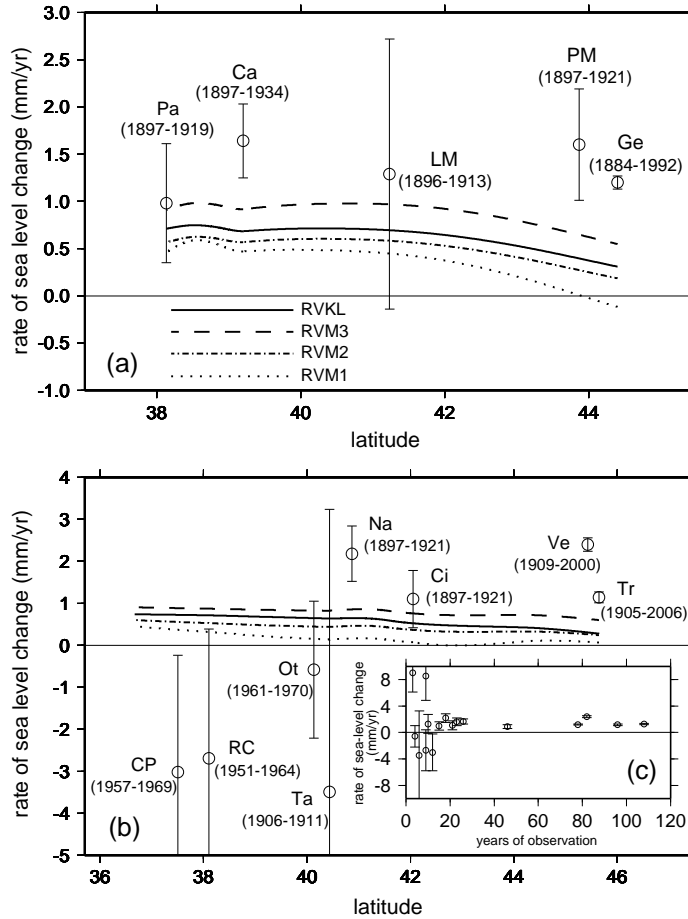 3.0
2.5
2.0
1.5
1.0
0.5
0.0
-0.5
-1.0
rate of sea level change (mm/yr)
Pa
(1897-1919)
Ca
(1897-1934)
LM
(1896-1913)
PM
(1897-1921)
Ge
(1884-1992)
RVKL
RVM3
RVM2
RVM1
(a)
38 40 42 44
latitude
4
3
2
1
0
-1
-2
-3
-4
-5
rate of sea level change (mm/yr)
Na
(1897-1921)
Ci
(1897-1921)
Ve
(1909-2000)
Tr
(1905-2006)
Ot
(1961-1970)
CP
(1957-1969)
RC
(1951-1964)
Ta
(1906-1911)
(b)
8
4
0
-4
-8
rate of sea-level change
(mm/yr)
(c)
0 20 40 60 80 100 120
years of observation
36 38 40 42 44 46
latitude